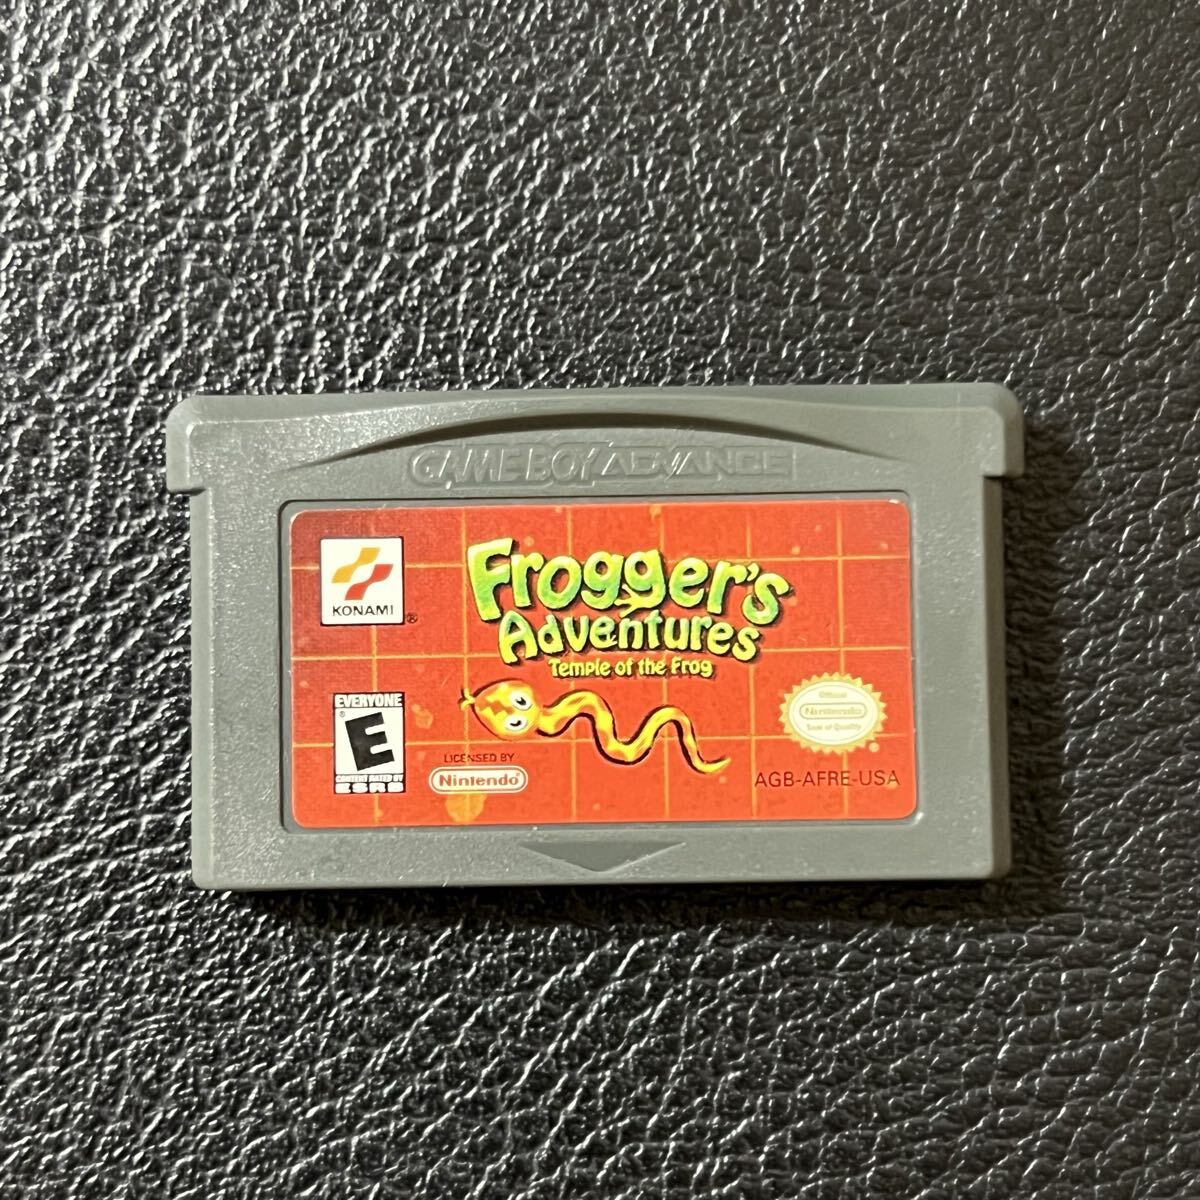 GAME BOY ADVANCE
KONAMI
®
Frogger's
Adventures
Temple of the Frog
EVERYONE
E
®
CONTENT RATED BY
ESRB
LICENSED BY
Nintendo
®
Official
Nintendo
Seal of Quality
®
AGB-AFRE-USA